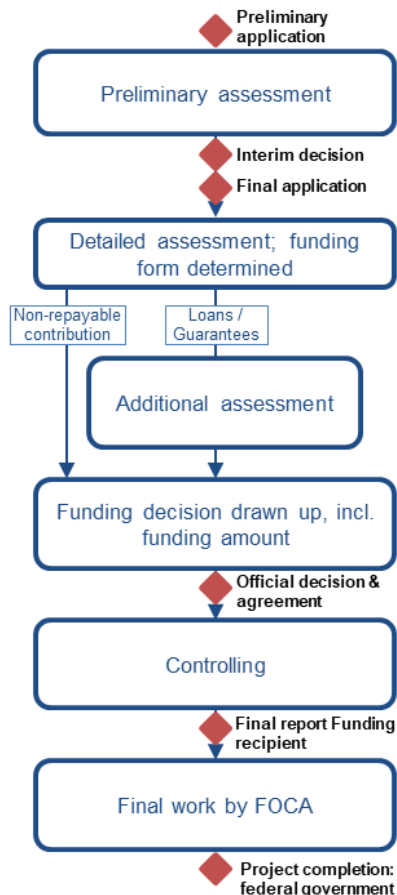 Preliminary
application
Preliminary assessment
Interim decision
Final application
Detailed assessment; funding
form determined
Non-repayable
contribution
Loans /
Guarantees
Additional assessment
Funding decision drawn up, incl.
funding amount
Official decision &
agreement
Controlling
Final report Funding
recipient
Final work by FOCA
Project completion:
federal government